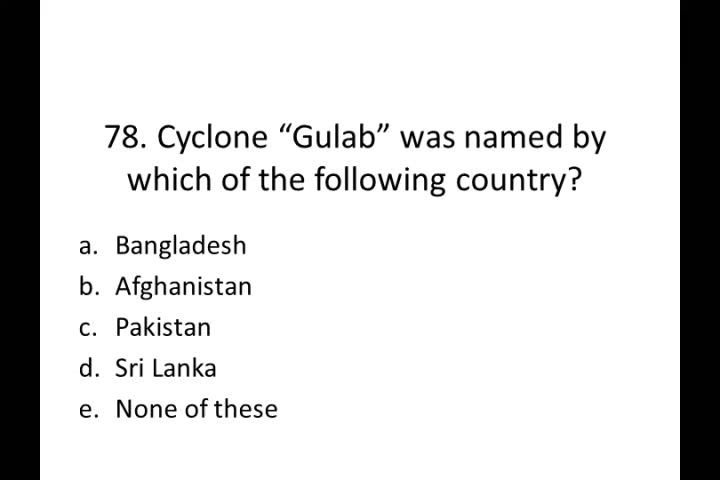 78. Cyclone “Gulab” was named by
which of the following country?
a. Bangladesh
b. Afghanistan
c. Pakistan
d. Sri Lanka
e. None of these